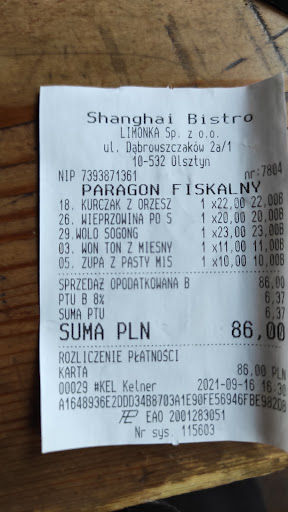 Shanghai Bistro
LIMONKA Sp. z o.o.
ul. Dąbrowszczaków 2a/1
10-532 Olsztyn
NIP 7393871361 nr:7804
PARAGON FISKALNY
18. KURCZAK Z ORZESZ 1 x22,00 22,00B
26. WIEPRZOWINA PO S 1 x20,00 20,00B
29.WOLO SOGONG 1 x23,00 23,00B
03. WON TON Z MIESNY 1 x11,00 11,00B
05. ZUPA Z PASTY MIS 1 x10,00 10,00B
SPRZEDAŻ OPODATKOWANA B 86,00
PTU B 8% 6,37
SUMA PTU 6,37
SUMA PLN 86,00
ROZLICZENIE PŁATNOŚCI
KARTA 86,00 PLN
00029 #KEL Kelner 2021-09-16 16:30
A1648936E2DDD34B8703A1E90FE56946FBE982DB
EAO 2001283051
Nr sys. 115603